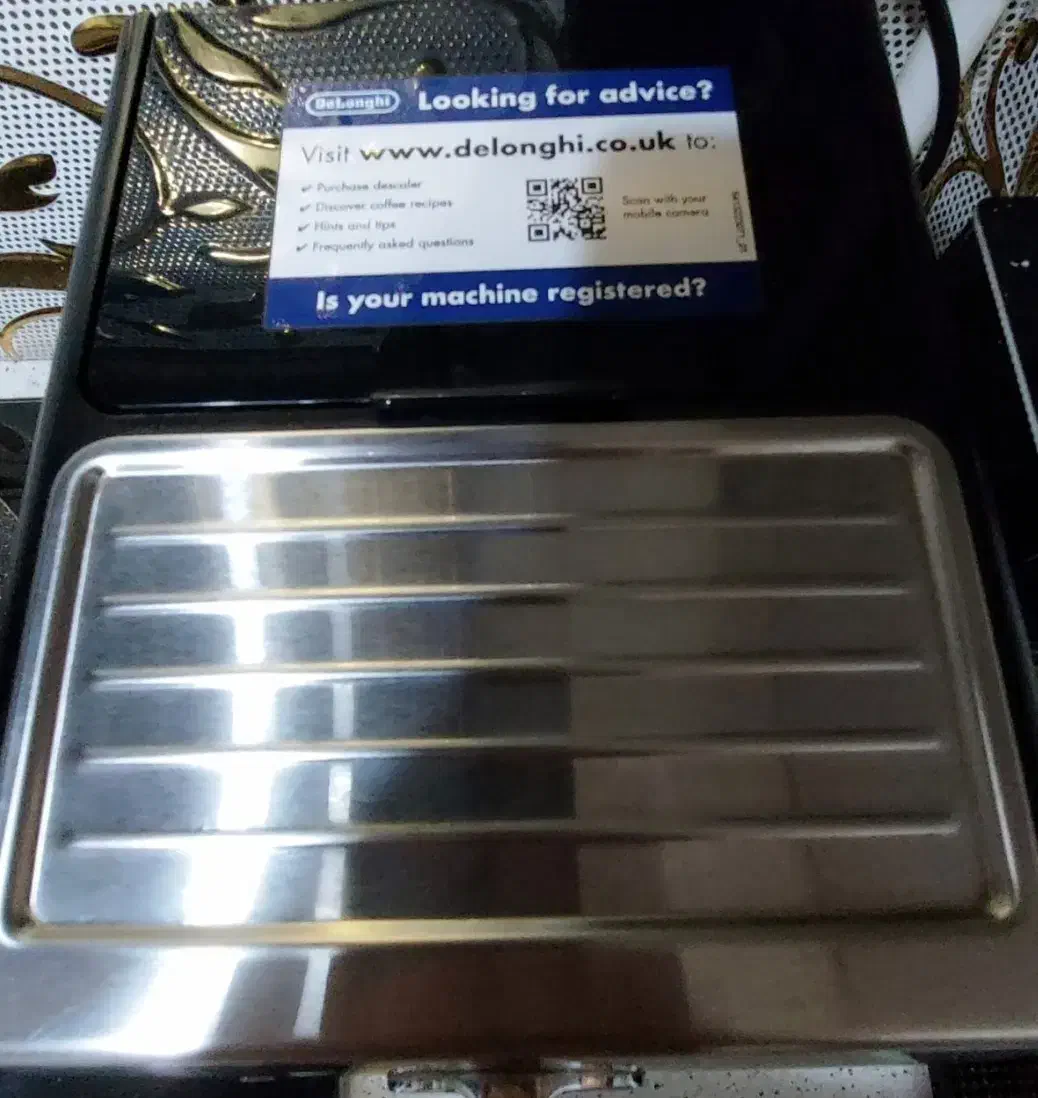 DeLonghi Looking for advice?
Visit www.delonghi.co.uk to:
✓ Purchase descaler
✓ Discover coffee recipes
✓ Hints and tips
✓ Frequently asked questions
Scan with your
mobile camera
Is your machine registered?